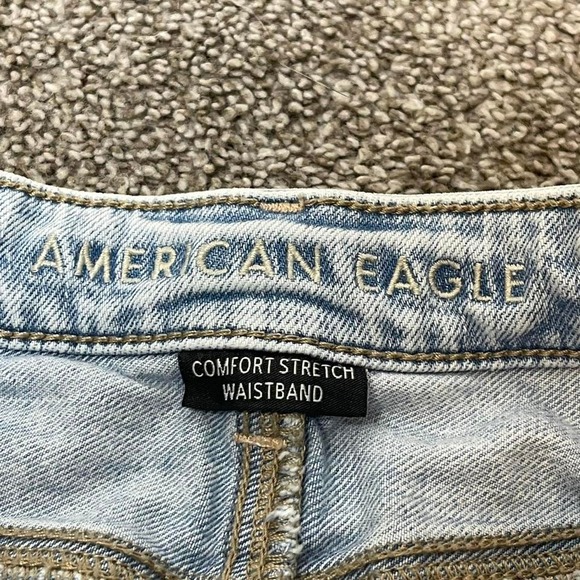 AMERICAN EAGLE
COMFORT STRETCH
WAISTBAND